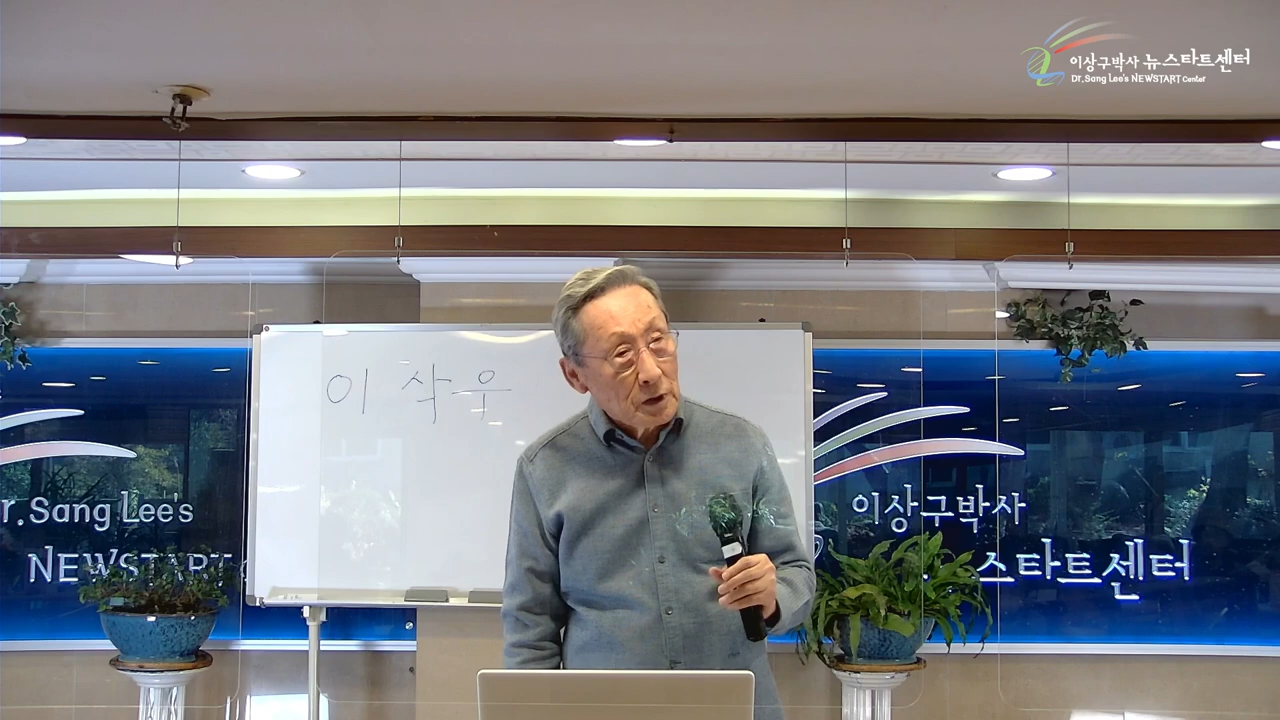 이상구박사 뉴스타트센터
Dr.Sang Lee's NEWSTART Center
이 삭 웃
r.Sang Lee's
NEWSTART
이상구박사
스타트센터